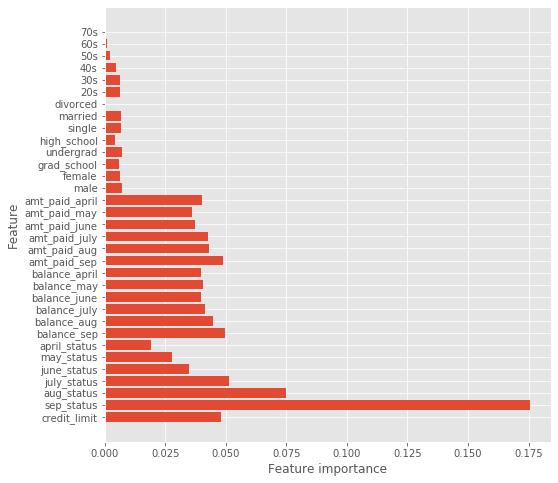 70s
60s
50s
40s
30s
20s
divorced
married
single
high_school
undergrad
grad_school
female
male
amt_paid_april
amt_paid_may
amt_paid_june
amt_paid_july
amt_paid_aug
amt_paid_sep
balance_april
balance_may
balance_june
balance_july
balance_aug
balance_sep
april_status
may_status
june_status
july_status
aug_status
sep_status
credit_limit
Feature
0.000 0.025 0.050 0.075 0.100 0.125 0.150 0.175
Feature importance